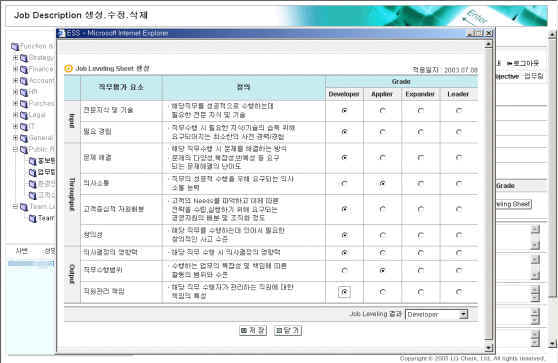 Job Description 생성.수정.삭제
Enter
ESS - Microsoft Internet Explorer
Job Leveling Sheet 생성
적용일자 : 2003.07.08
직무평가 요소
정의
Grade
Developer
Applier
Expander
Leader
Input
전문지식 및 기술
· 해당직무를 성공적으로 수행하는데
필요한 전문 지식 및 기술
필요 경험
· 직무수행 시 필요한 지식/기술의 습득 위해
요구되어지는 최소한의 사전 경력/경험
Throughput
문제 해결
· 해당 직무수행 시 문제를 해결하는 방식
문제의 다양성,복잡성모/예성 등 요구
되는 문제해결의 난이도
의사소통
· 직무의 성공적 수행을 위해 요구되는 의사
소통 능력
고객중심적 자원배분
· 고객의 Needs를 파악하고 대체 따른
전략을 수립,실행하기 위해 요구되는
경영자원의 배분 및 조직화 정도
창의성
· 해당 직무를 수행하는데 있어서 필요한
창의적인 사고 수준
Output
의사결정의 영향력
· 해당 직무 수행 시 의사결정의 영향력
직무수행범위
· 수행하는 업무의 복잡성 및 책임에 따른
활동의 범위와 수준
직원관리 책임
· 해당 직무 수행자가 관리하는 직원에 대한
책임의 특성
Job Leveling 결과
Developer
저 장
닫 기
Function &
Strategy
Finance
Account
HR
Purchas
Legal
IT
General
Public R
홍보팀
업무팀
Team Le
Team
사번
로그아웃
bjective
업무팀
Grade
eling Sheet
Copyright © 2003 LG Chem, Ltd. All rights reserved.